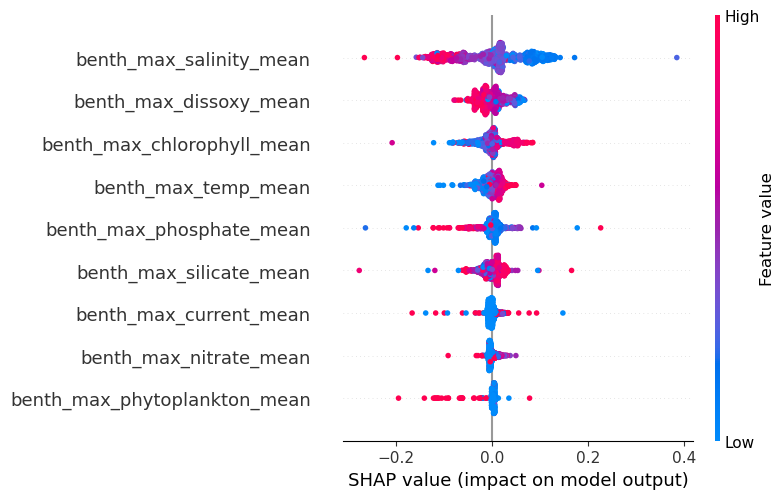 High
benth_max_salinity_mean
benth_max_dissoxy_mean
benth_max_chlorophyll_mean
benth_max_temp_mean
benth_max_phosphate_mean
benth_max_silicate_mean
benth_max_current_mean
benth_max_nitrate_mean
benth_max_phytoplankton_mean
Feature value
Low
−0.2 0.0 0.2 0.4
SHAP value (impact on model output)